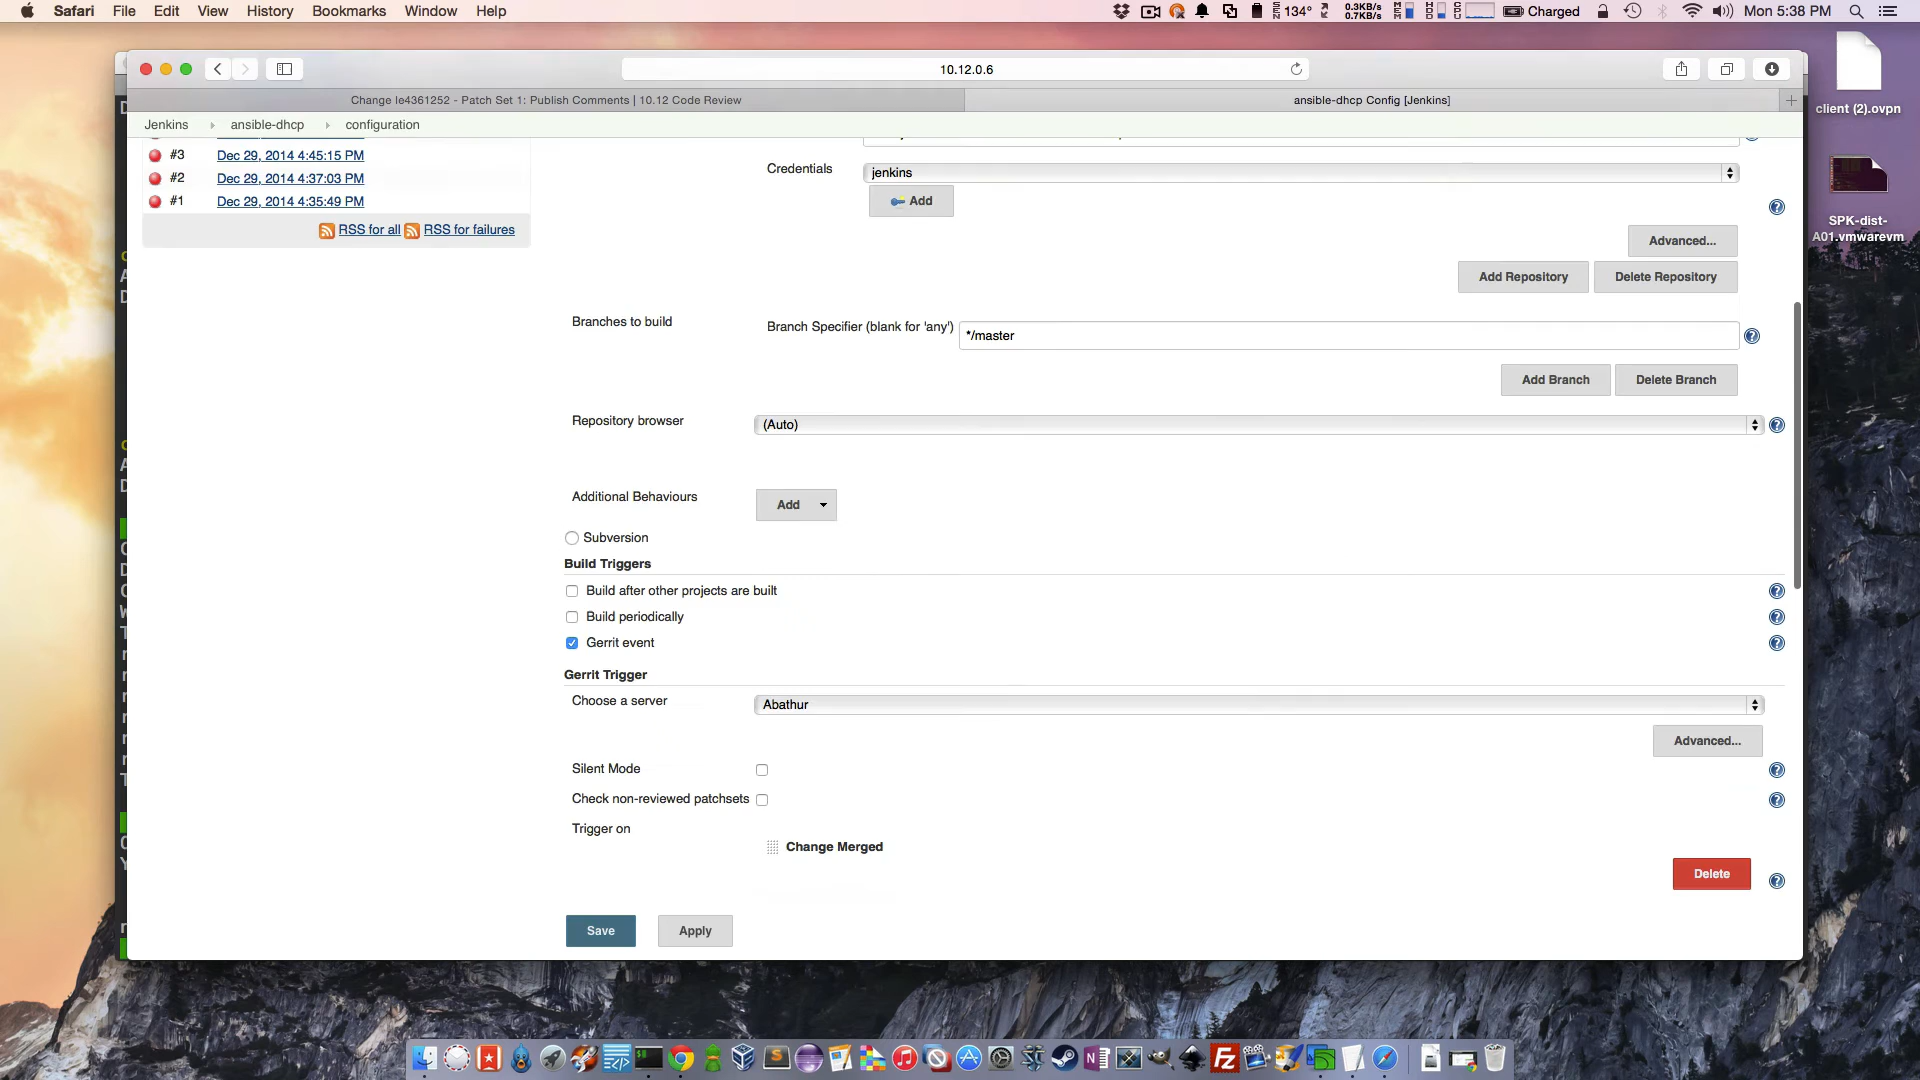 Safari File Edit View History Bookmarks Window Help
134° 0.3KB/s 0.7KB/s Charged Mon 5:38 PM
10.12.0.6
Change Ie4361252 - Patch Set 1: Publish Comments | 10.12 Code Review
ansible-dhcp Config [Jenkins]
Jenkins ansible-dhcp configuration
client (2).ovpn
SPK-dist-
A01.vmwarevm
#3 Dec 29, 2014 4:45:15 PM
#2 Dec 29, 2014 4:37:03 PM
#1 Dec 29, 2014 4:35:49 PM
RSS for all RSS for failures
Credentials jenkins
Add
Advanced...
Add Repository Delete Repository
Branches to build Branch Specifier (blank for 'any') */master
Add Branch Delete Branch
Repository browser (Auto)
Additional Behaviours Add
Subversion
Build Triggers
Build after other projects are built
Build periodically
Gerrit event
Gerrit Trigger
Choose a server Abathur
Advanced...
Silent Mode
Check non-reviewed patchsets
Trigger on
Change Merged
Delete
Save Apply